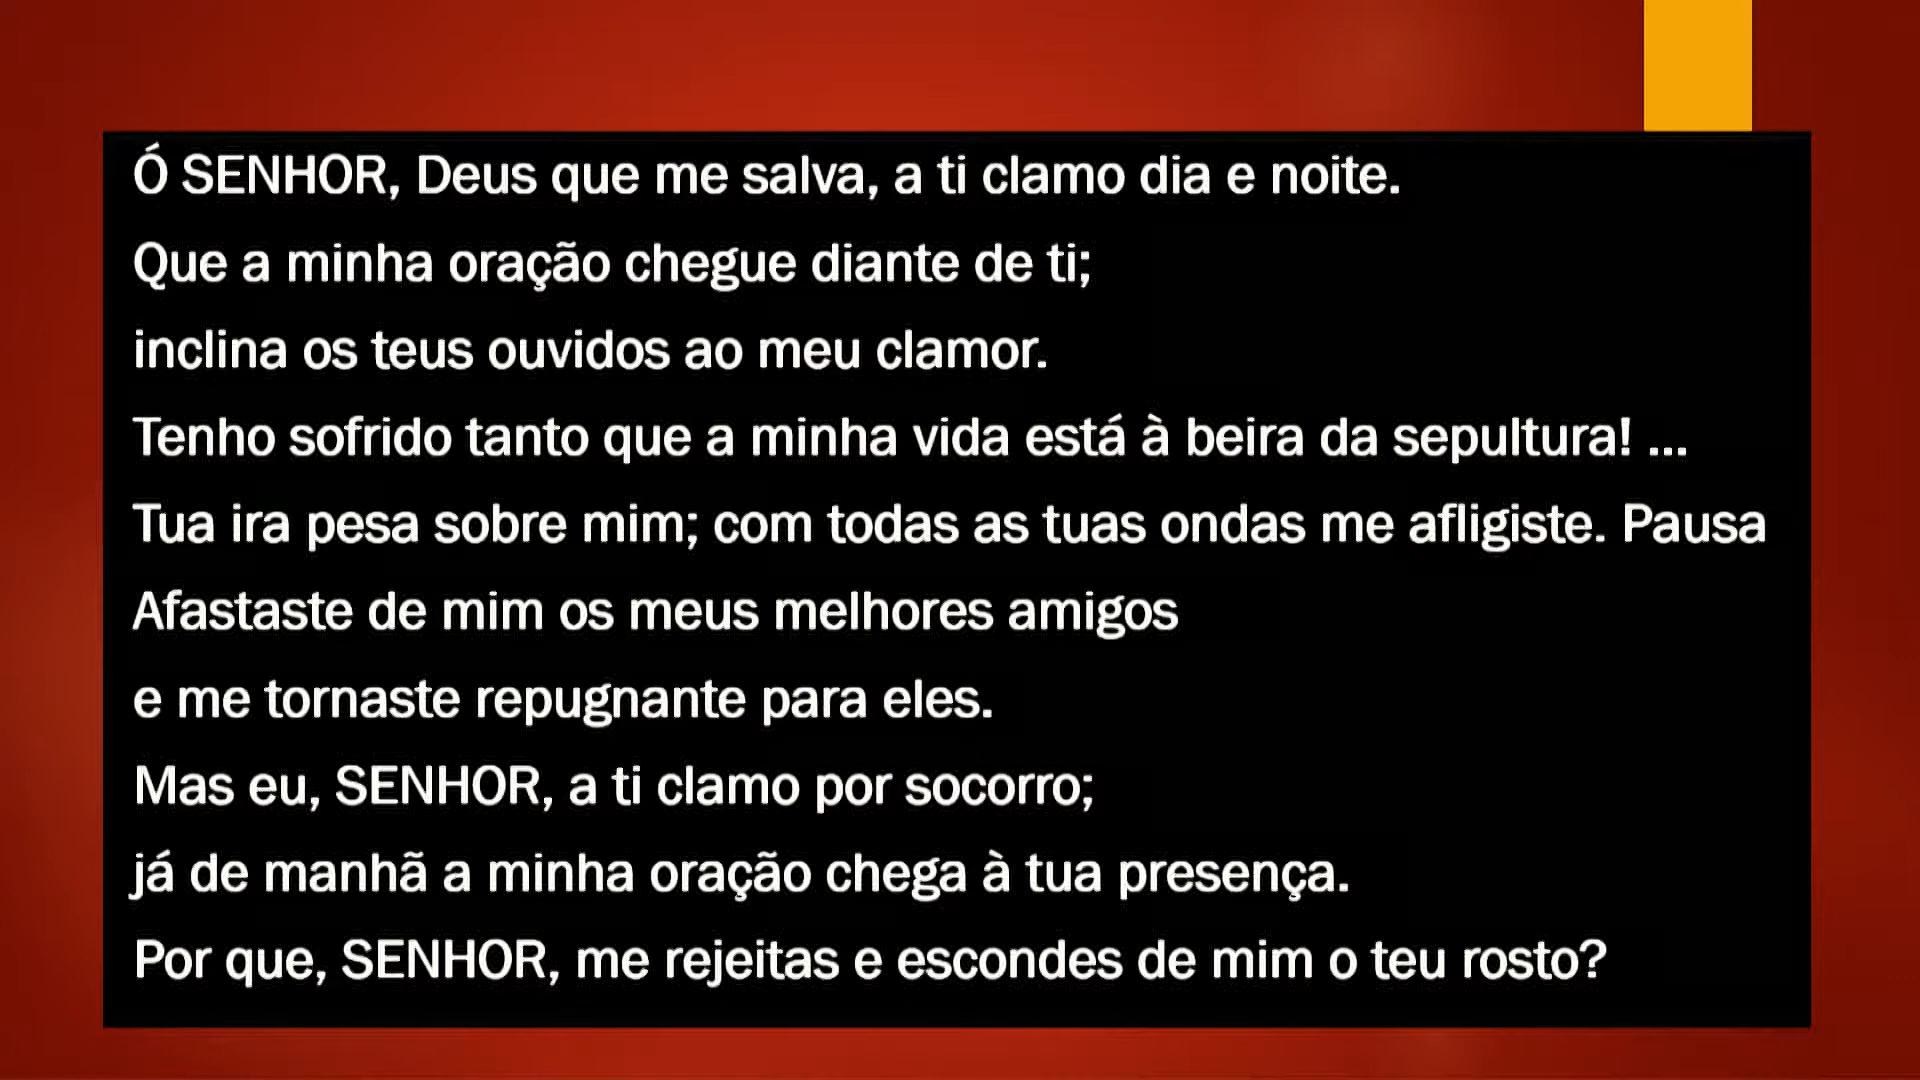 Ó SENHOR, Deus que me salva, a ti clamo dia e noite.
Que a minha oração chegue diante de ti;
inclina os teus ouvidos ao meu clamor.
Tenho sofrido tanto que a minha vida está à beira da sepultura! ...
Tua ira pesa sobre mim; com todas as tuas ondas me afligiste. Pausa
Afastaste de mim os meus melhores amigos
e me tornaste repugnante para eles.
Mas eu, SENHOR, a ti clamo por socorro;
já de manhã a minha oração chega à tua presença.
Por que, SENHOR, me rejeitas e escondes de mim o teu rosto?